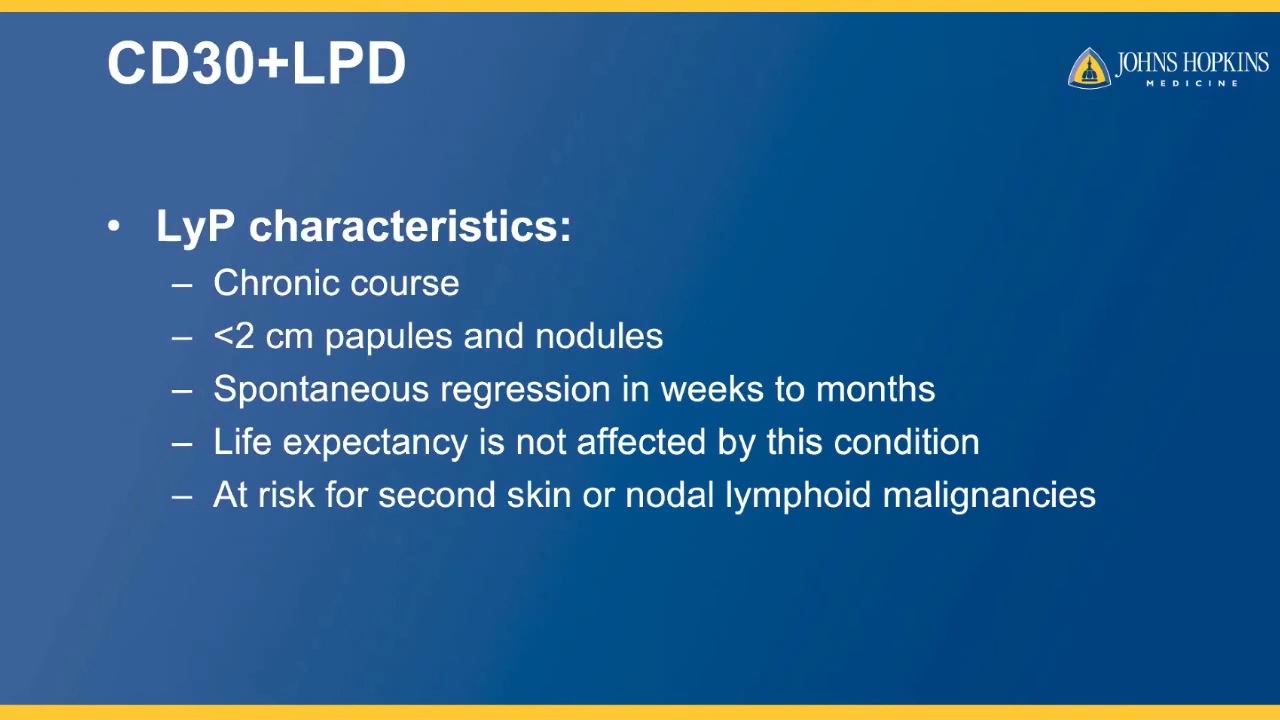 CD30+LPD
JOHNS HOPKINS
MEDICINE
• LyP characteristics:
– Chronic course
– <2 cm papules and nodules
– Spontaneous regression in weeks to months
– Life expectancy is not affected by this condition
– At risk for second skin or nodal lymphoid malignancies